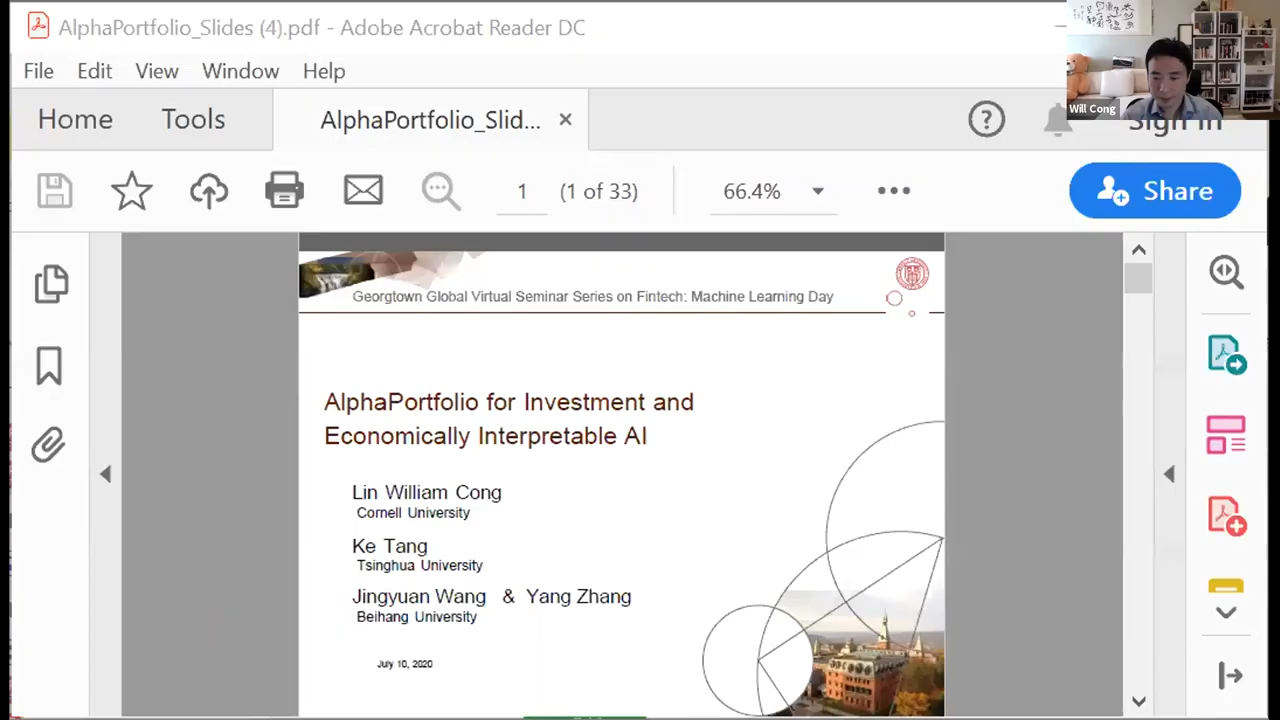 AlphaPortfolio_Slides (4).pdf - Adobe Acrobat Reader DC
File Edit View Window Help
Home Tools AlphaPortfolio_Slid... ×
Will Cong
Sign In
1 (1 of 33) 66.4% Share
Georgtown Global Virtual Seminar Series on Fintech: Machine Learning Day
AlphaPortfolio for Investment and
Economically Interpretable AI
Lin William Cong
Cornell University
Ke Tang
Tsinghua University
Jingyuan Wang & Yang Zhang
Beihang University
July 10, 2020